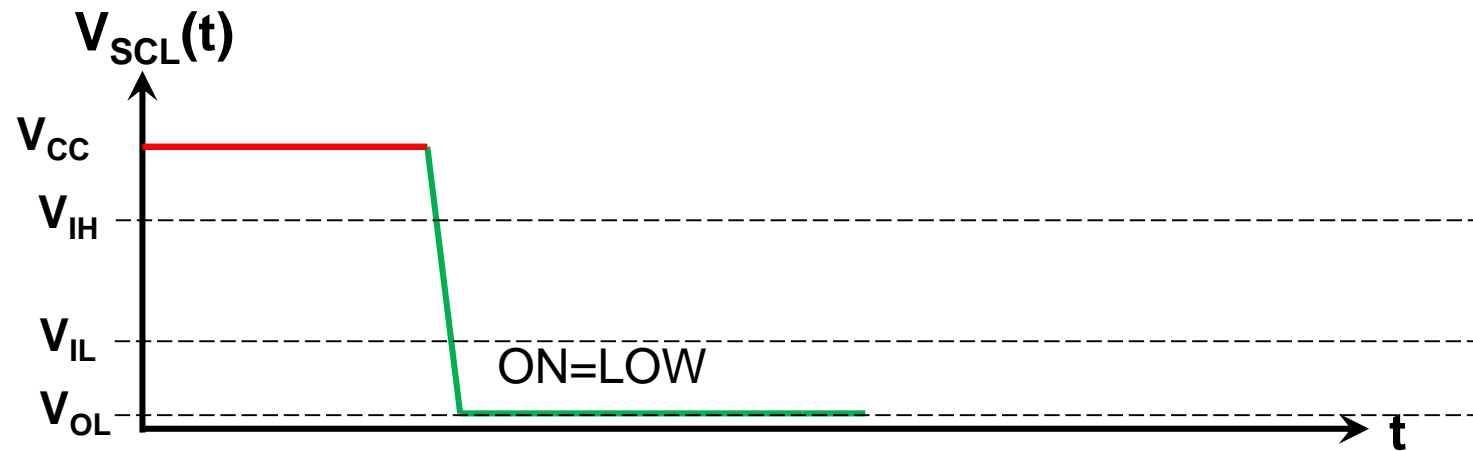 V_SCL(t)
V_CC
V_IH
V_IL
ON=LOW
V_OL
t